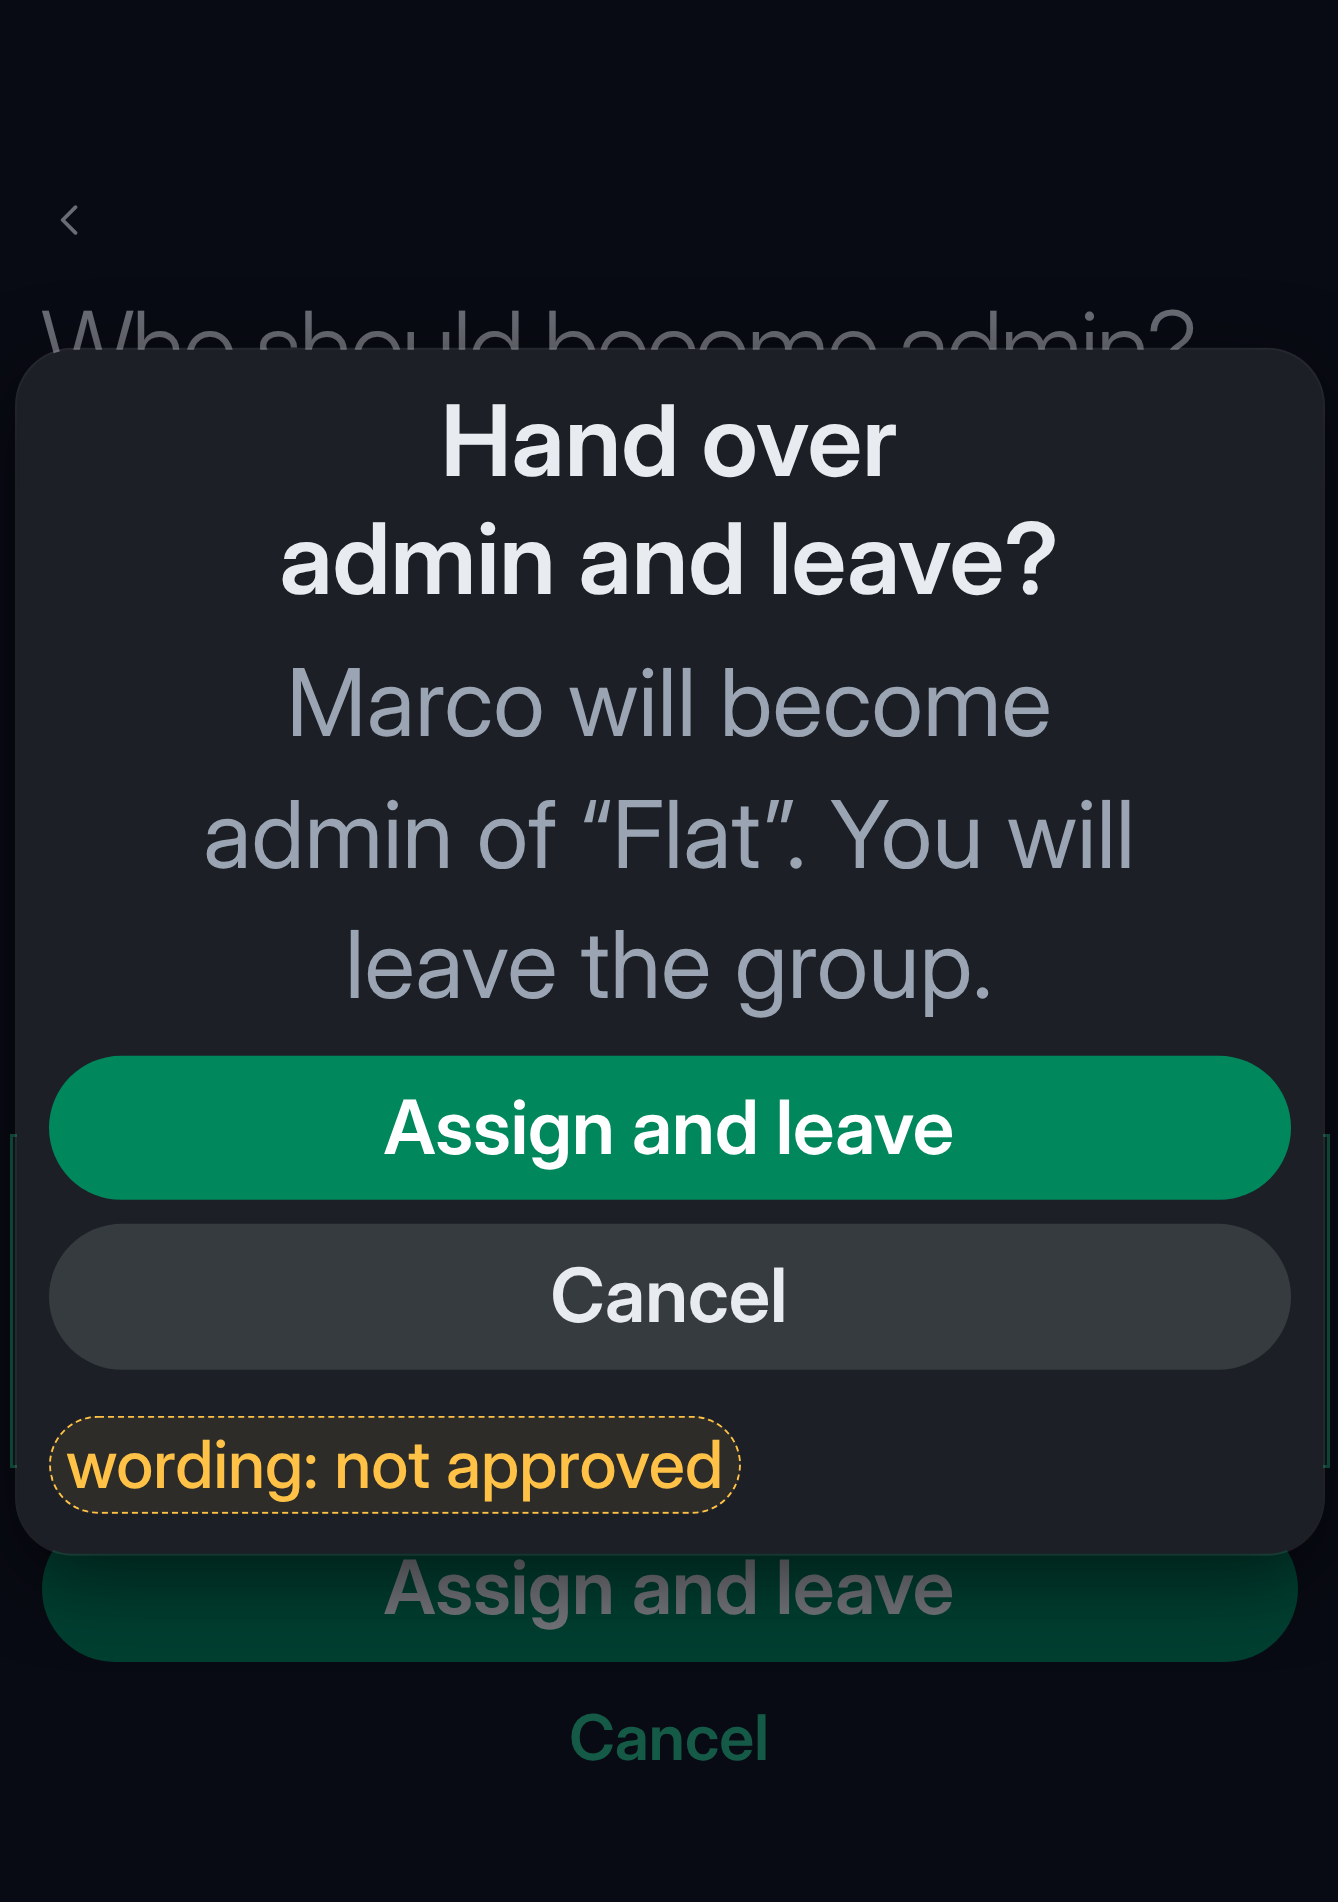 Who should become admin?
Hand over
admin and leave?
Marco will become
admin of “Flat”. You will
leave the group.
Assign and leave
Cancel
wording: not approved
Assign and leave
Cancel